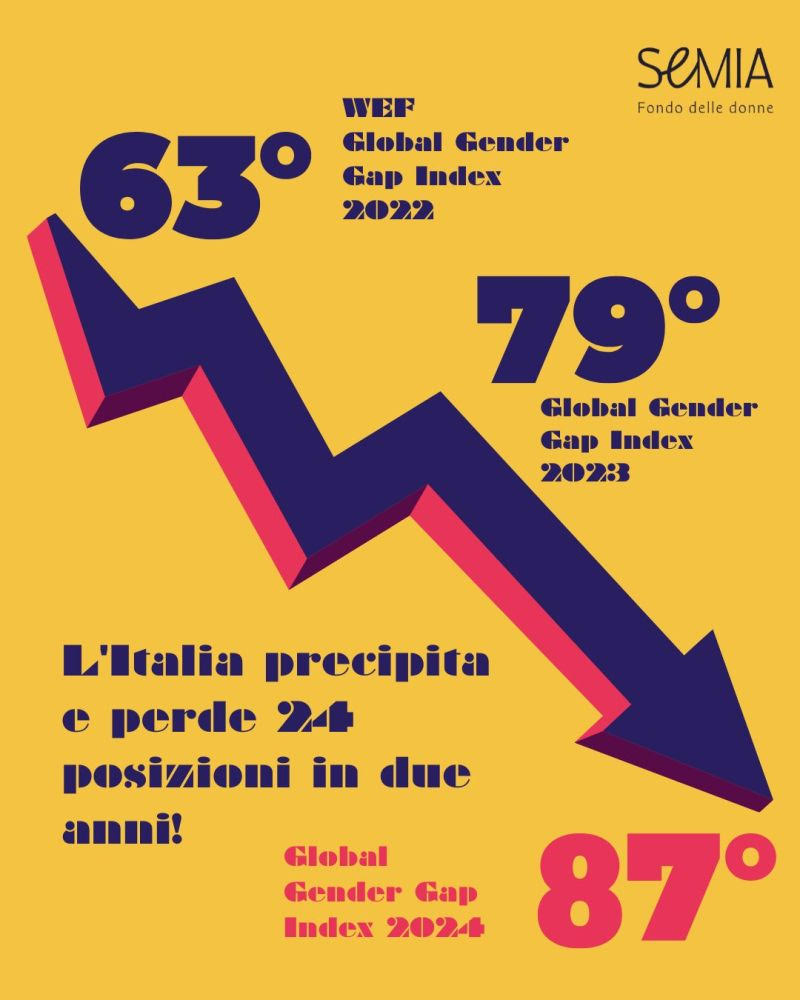 SeMIA
Fondo delle donne
WEF
63°
Global Gender
Gap Index
2022
79°
Global Gender
Gap Index
2023
L'Italia precipita
e perde 24
posizioni in due
anni!
Global
Gender Gap
Index 2024
87°